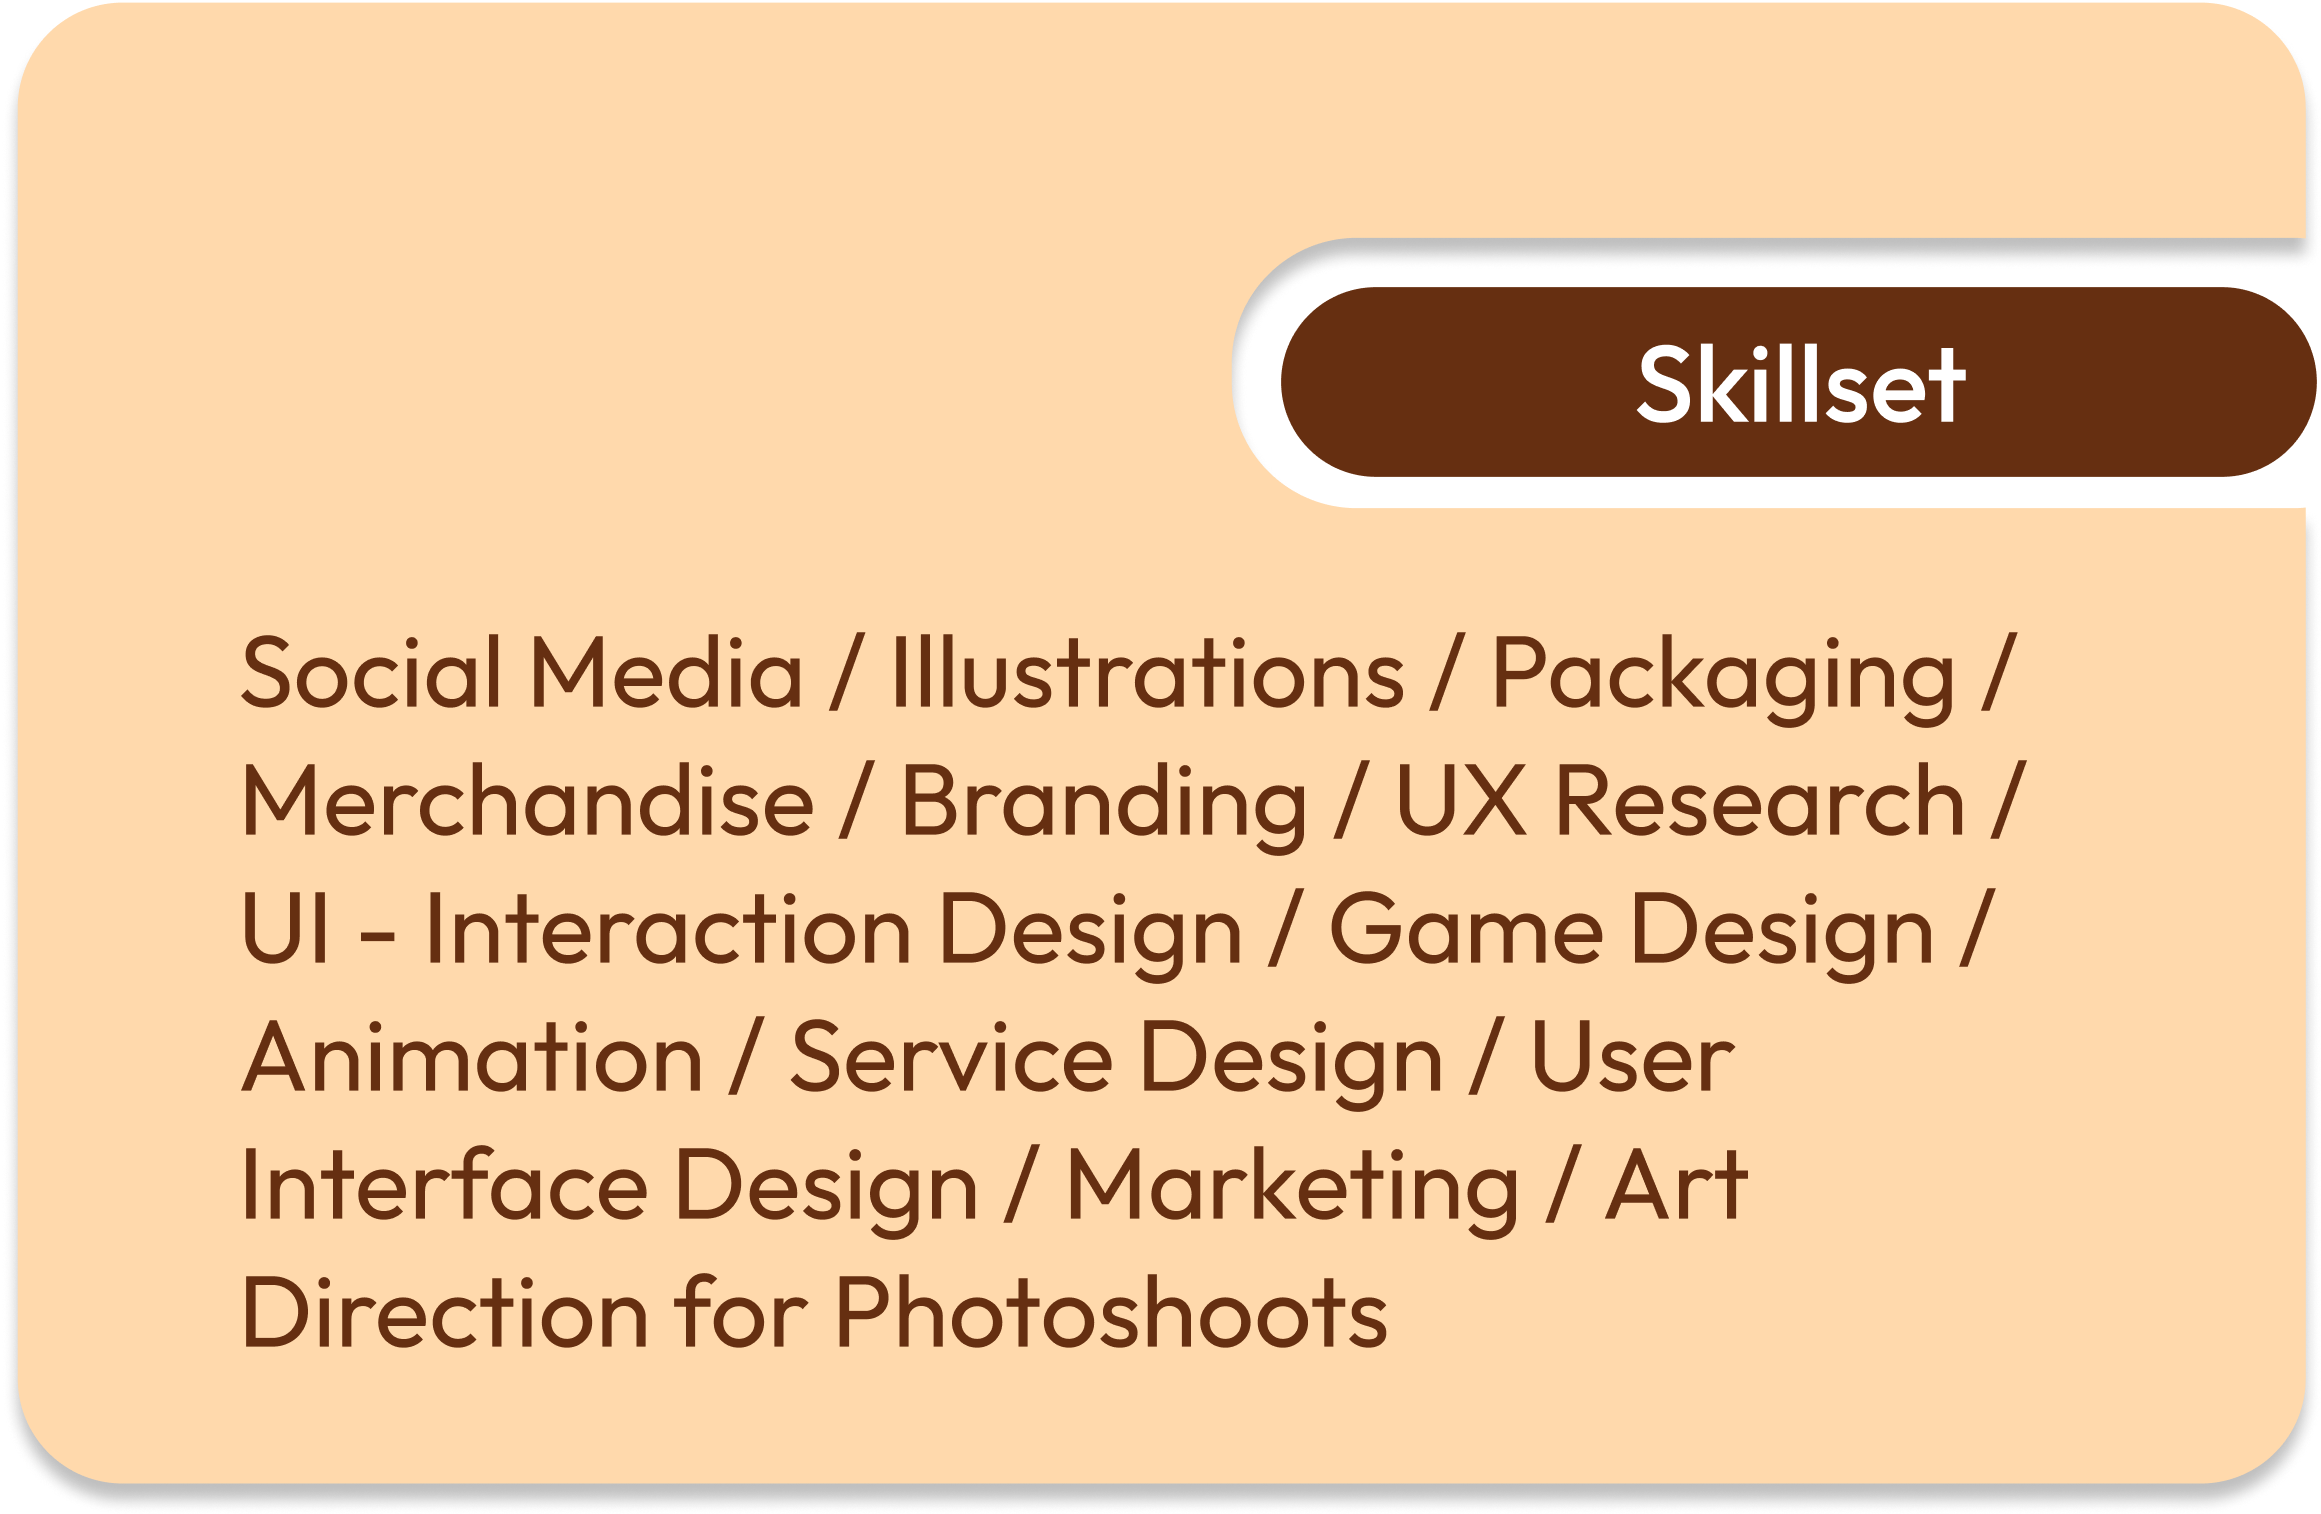 Skillset
Social Media / Illustrations / Packaging /
Merchandise / Branding / UX Research /
UI - Interaction Design / Game Design /
Animation / Service Design / User
Interface Design / Marketing / Art
Direction for Photoshoots